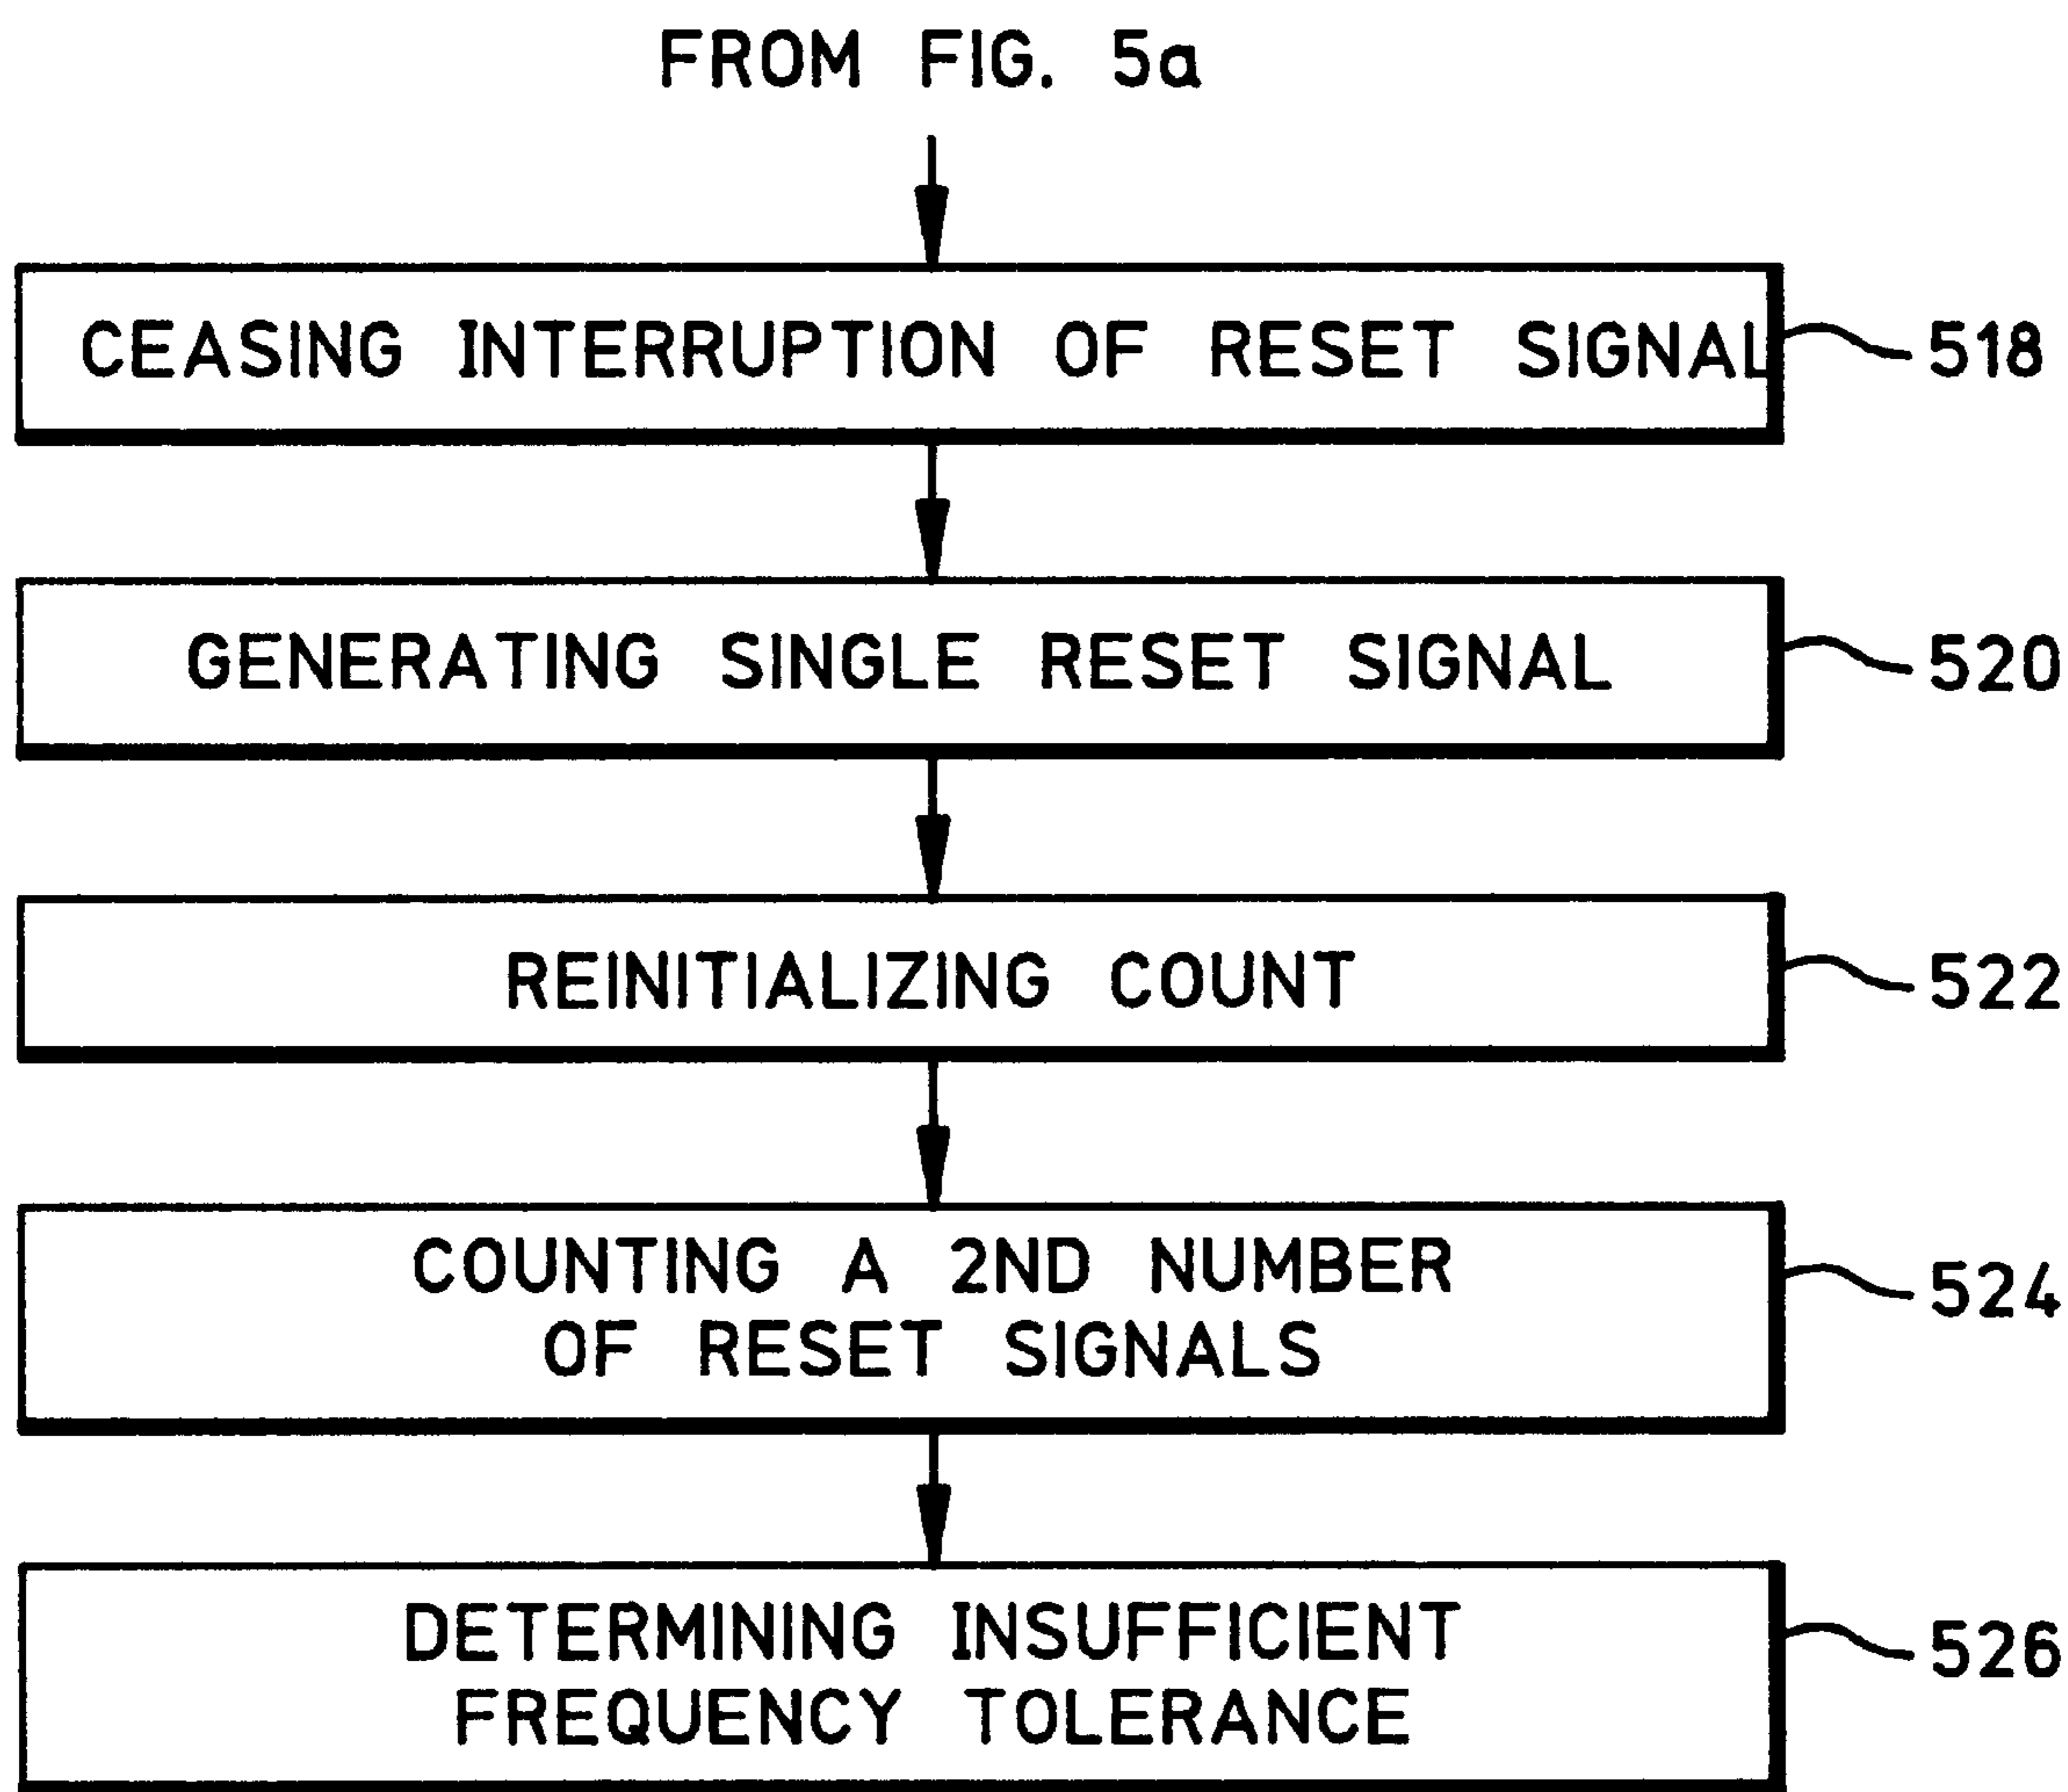 FROM FIG. 5a
CEASING INTERRUPTION OF RESET SIGNAL
518
GENERATING SINGLE RESET SIGNAL
520
REINITIALIZING COUNT
522
COUNTING A 2ND NUMBER
OF RESET SIGNALS
524
DETERMINING INSUFFICIENT
FREQUENCY TOLERANCE
526